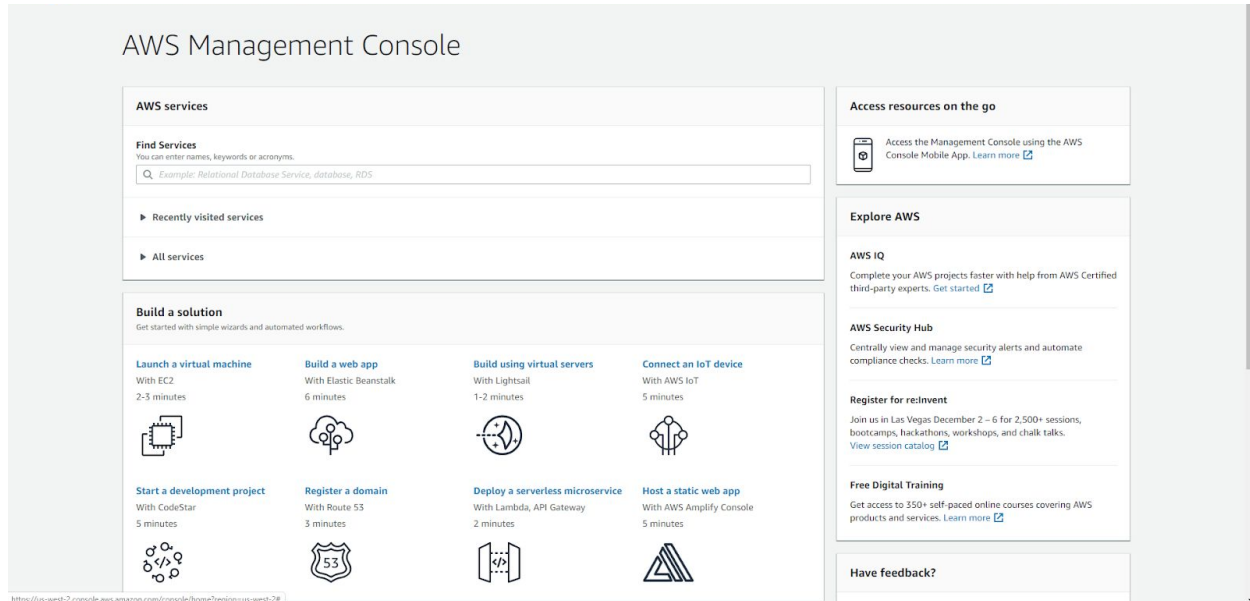 AWS Management Console
AWS services
Find Services
You can enter names, keywords or acronyms.
Example: Relational Database Service, database, RDS
Recently visited services
All services
Build a solution
Get started with simple wizards and automated workflows.
Launch a virtual machine
With EC2
2-3 minutes
Build a web app
With Elastic Beanstalk
6 minutes
Build using virtual servers
With Lightsail
1-2 minutes
Connect an IoT device
With AWS IoT
5 minutes
Start a development project
With CodeStar
5 minutes
Register a domain
With Route 53
3 minutes
53
Deploy a serverless microservice
With Lambda, API Gateway
2 minutes
</>
Host a static web app
With AWS Amplify Console
5 minutes
</>
Access resources on the go
Access the Management Console using the AWS
Console Mobile App. Learn more
Explore AWS
AWS IQ
Complete your AWS projects faster with help from AWS Certified
third-party experts. Get started
AWS Security Hub
Centrally view and manage security alerts and automate
compliance checks. Learn more
Register for re:Invent
Join us in Las Vegas December 2 – 6 for 2,500+ sessions,
bootcamps, hackathons, workshops, and chalk talks.
View session catalog
Free Digital Training
Get access to 350+ self-paced online courses covering AWS
products and services. Learn more
Have feedback?
https://us-west-2.console.aws.amazon.com/console/home?region=us-west-2#